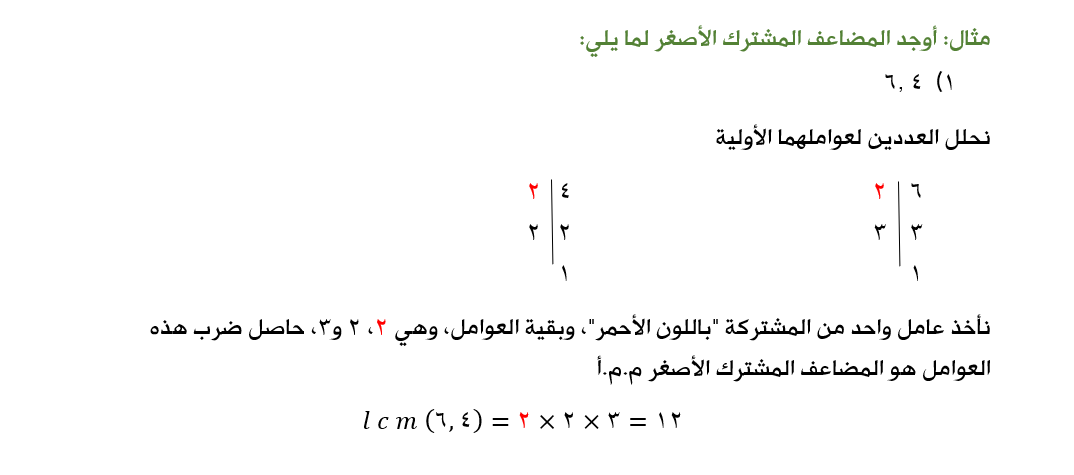 مثال: أوجد المضاعف المشترك الأصغر لما يلي:
١) ٤ ,٦
نحلل العددين لعواملهما الأولية
٦ | ٢ ٤ | ٢
٣ | ٣ ٢ | ٢
١ ١
نأخذ عامل واحد من المشتركة "باللون الأحمر"، وبقية العوامل، وهي ٢، ٢ و٣، حاصل ضرب هذه
العوامل هو المضاعف المشترك الأصغر م.م.أ
l c m (٦, ٤) = ٢ × ٢ × ٣ = ١٢